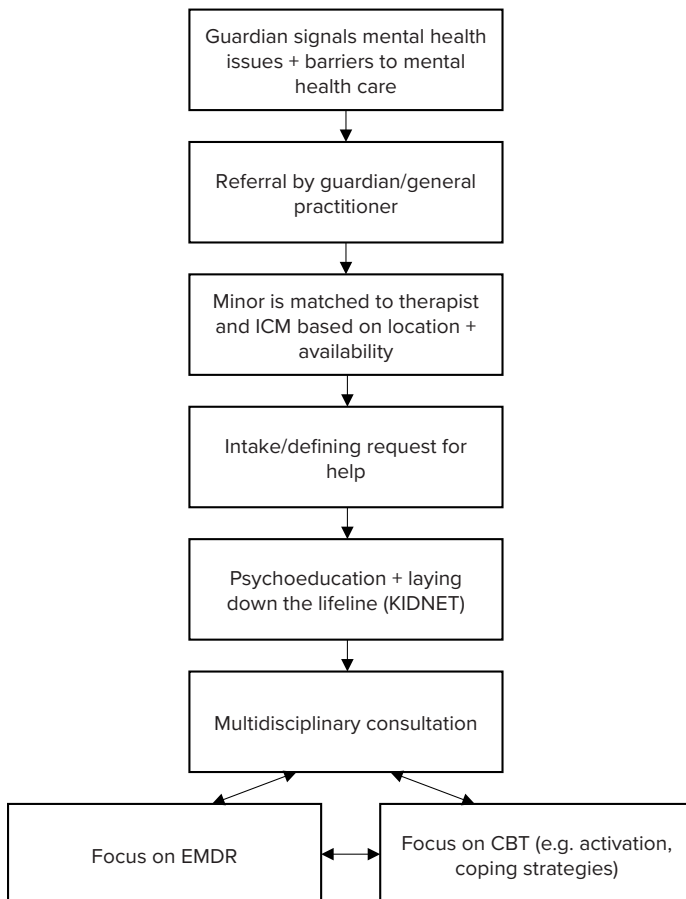 Guardian signals mental health
issues + barriers to mental
health care
Referral by guardian/general
practitioner
Minor is matched to therapist
and ICM based on location +
availability
Intake/defining request for
help
Psychoeducation + laying
down the lifeline (KIDNET)
Multidisciplinary consultation
Focus on EMDR
Focus on CBT (e.g. activation,
coping strategies)